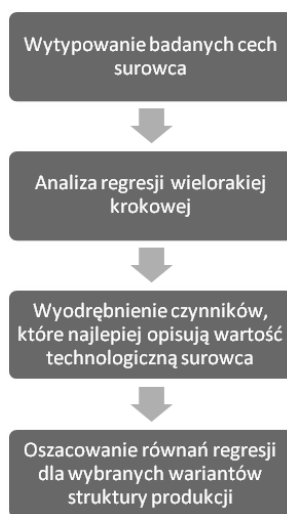 Wytypowanie badanych cech
surowca
Analiza regresji wielorakiej
krokowej
Wyodrębnienie czynników,
które najlepiej opisują wartość
technologiczną surowca
Oszacowanie równań regresji
dla wybranych wariantów
struktury produkcji